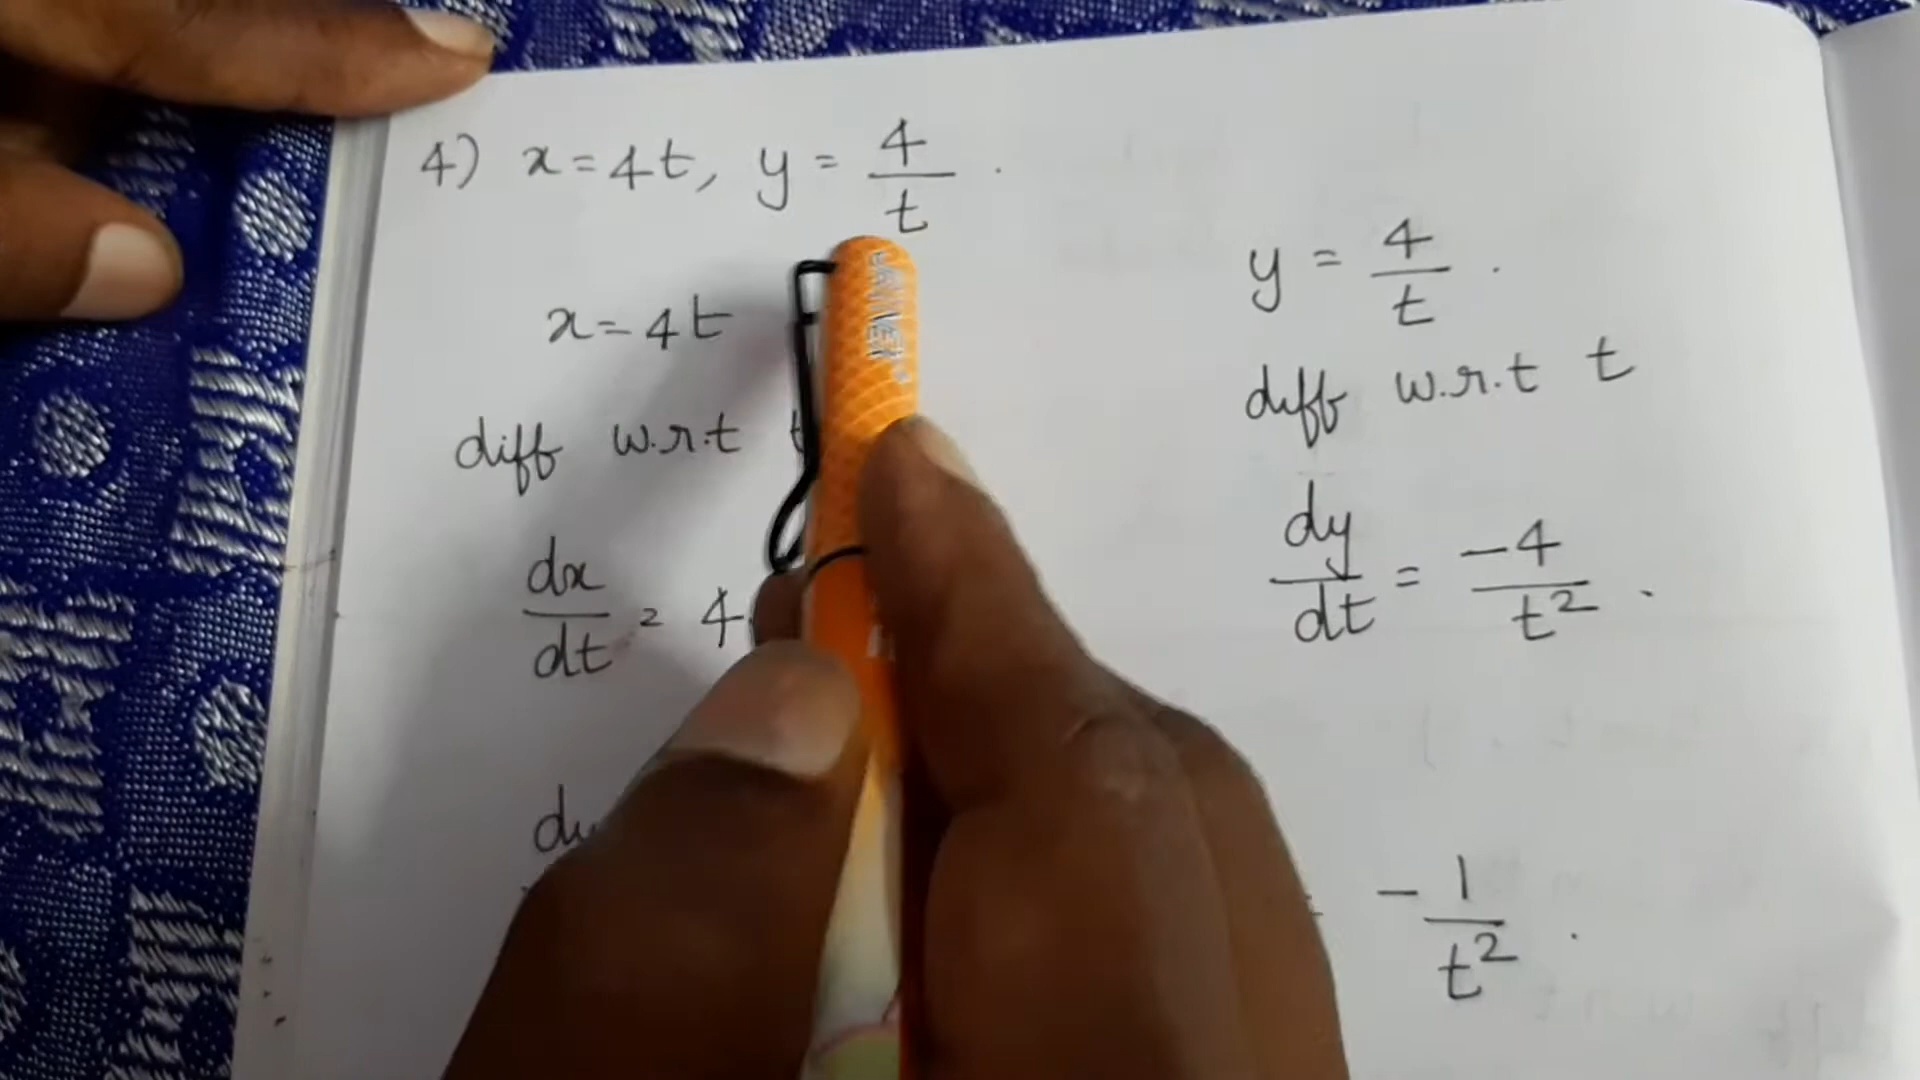 4) x = 4t, y = 4/t .
x = 4t
diff w.r.t t
dx/dt = 4
y = 4/t .
diff w.r.t t
dy/dt = -4/t² .
- 1/t² .